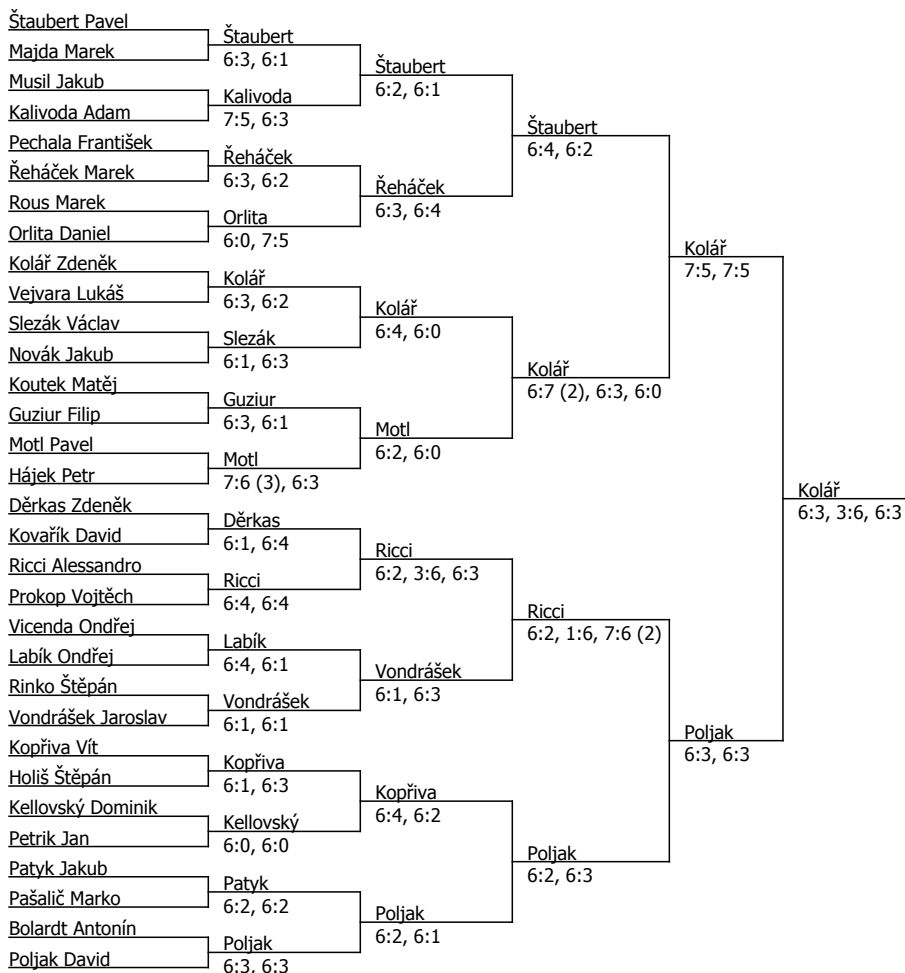 Štaubert Pavel
Majda Marek
Musil Jakub
Kalivoda Adam
Pechala František
Řeháček Marek
Rous Marek
Orlita Daniel
Kolář Zdeněk
Vejvara Lukáš
Slezák Václav
Novák Jakub
Koutek Matěj
Guziur Filip
Motl Pavel
Hájek Petr
Děrkas Zdeněk
Kovařík David
Ricci Alessandro
Prokop Vojtěch
Vicenda Ondřej
Labík Ondřej
Rinko Štěpán
Vondrášek Jaroslav
Kopřiva Vít
Holiš Štěpán
Kellovský Dominik
Petrik Jan
Patyk Jakub
Pašalič Marko
Bolardt Antonín
Poljak David
Štaubert
6:3, 6:1
Kalivoda
7:5, 6:3
Řeháček
6:3, 6:2
Orlita
6:0, 7:5
Kolář
6:3, 6:2
Slezák
6:1, 6:3
Guziur
6:3, 6:1
Motl
7:6 (3), 6:3
Děrkas
6:1, 6:4
Ricci
6:4, 6:4
Labík
6:4, 6:1
Vondrášek
6:1, 6:1
Kopřiva
6:1, 6:3
Kellovský
6:0, 6:0
Patyk
6:2, 6:2
Poljak
6:3, 6:3
Štaubert
6:2, 6:1
Řeháček
6:3, 6:4
Kolář
6:4, 6:0
Motl
6:2, 6:0
Ricci
6:2, 3:6, 6:3
Vondrášek
6:1, 6:3
Kopřiva
6:4, 6:2
Poljak
6:2, 6:1
Štaubert
6:4, 6:2
Kolář
6:7 (2), 6:3, 6:0
Ricci
6:2, 1:6, 7:6 (2)
Poljak
6:2, 6:3
Kolář
7:5, 7:5
Poljak
6:3, 6:3
Kolář
6:3, 3:6, 6:3